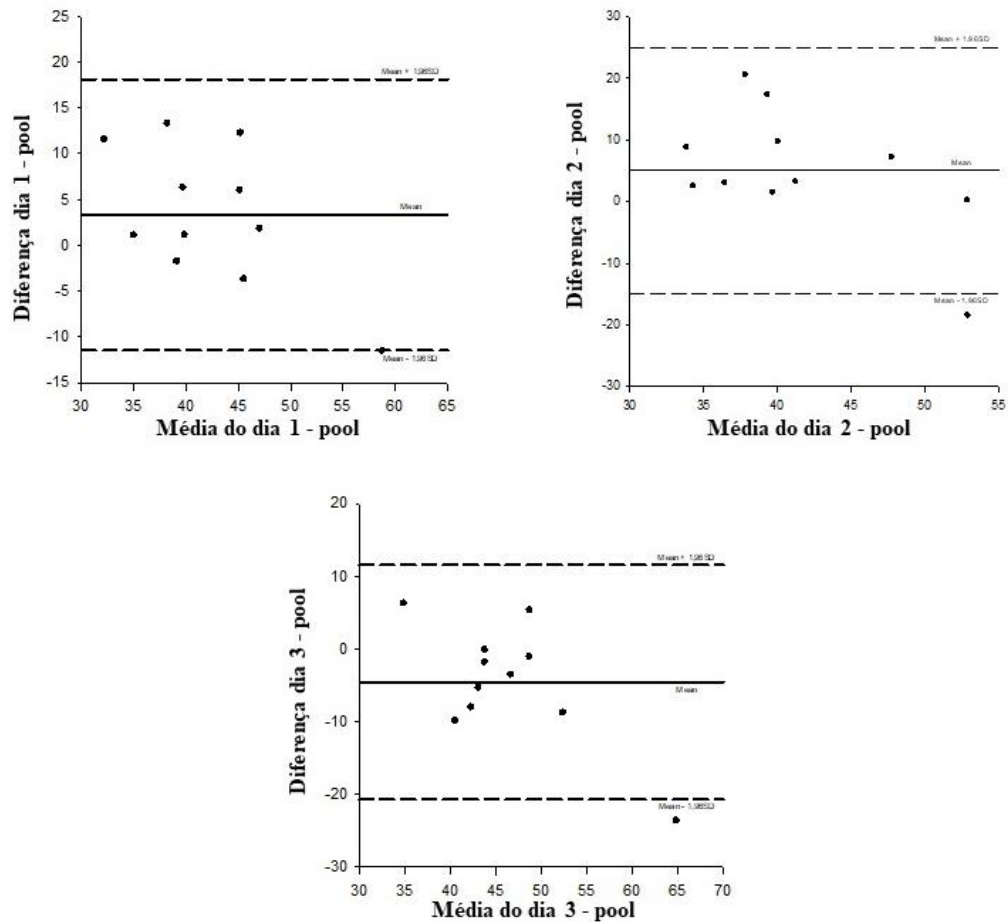 25
20
Mean + 1.96SD
15
10
5
Mean
0
-5
-10
Mean - 1.96SD
-15
30 35 40 45 50 55 60 65
Diferença dia 1 - pool
Média do dia 1 - pool
30
Mean + 1.96SD
20
10
Mean
0
-10
Mean - 1.96SD
-20
-30
30 35 40 45 50 55
Diferença dia 2 - pool
Média do dia 2 - pool
20
Mean + 1.96SD
10
0
Mean
-10
-20
Mean - 1.96SD
-30
30 35 40 45 50 55 60 65 70
Diferença dia 3 - pool
Média do dia 3 - pool